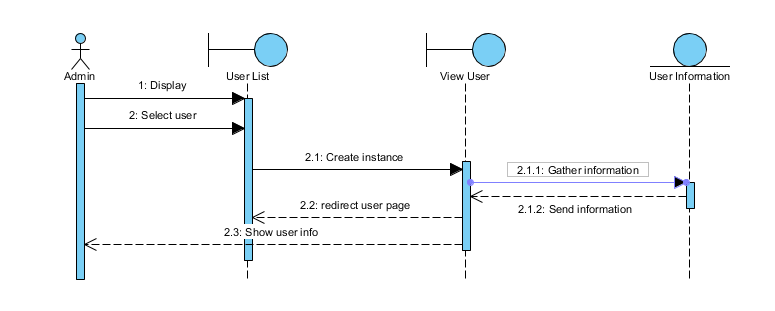 Admin
User List
View User
User Information
1: Display
2: Select user
2.1: Create instance
2.1.1: Gather information
2.1.2: Send information
2.2: redirect user page
2.3: Show user info